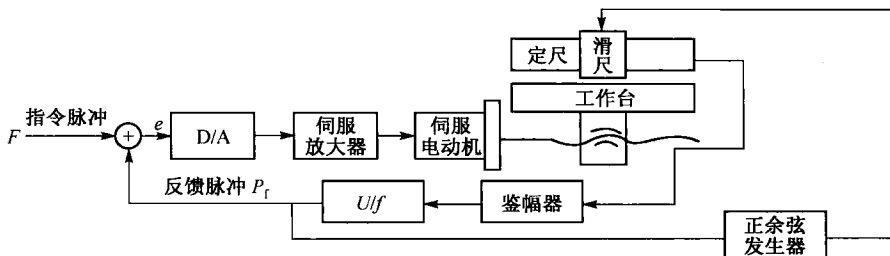 定尺
滑
尺
工作台
指令脉冲
F
+
e
D/A
伺服
放大器
伺服
电动机
反馈脉冲 Pf
U/f
鉴幅器
正余弦
发生器